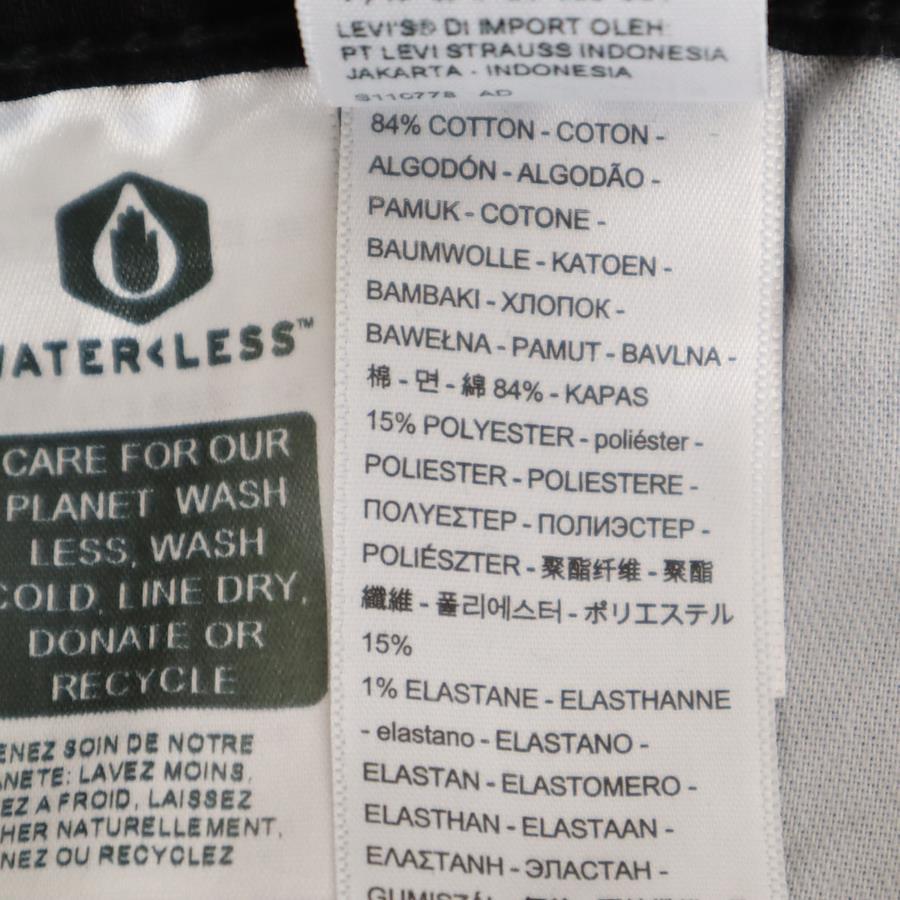 LEVI'S® DI IMPORT OLEH:
PT LEVI STRAUSS INDONESIA
JAKARTA - INDONESIA
S110778 AD
84% COTTON - COTON -
ALGODÓN - ALGODÃO -
PAMUK - COTONE -
BAUMWOLLE - KATOEN -
BAMBAKI - ХЛОПОК -
BAWEŁNA - PAMUT - BAVLNA -
棉 - 면 - 綿 84% - KAPAS
15% POLYESTER - poliéster -
POLIESTER - POLIESTERE -
ΠΟΛΥΕΣΤΕΡ - ПОЛИЭСТЕР -
POLIÉSZTER - 聚酯纤维 - 聚酯
纖維 - 폴리에스터 - ポリエステル
15%
1% ELASTANE - ELASTHANNE
- elastano - ELASTANO -
ELASTAN - ELASTOMERO -
ELASTHAN - ELASTAAN -
ΕΛΑΣΤΑΝΗ - ЭЛАСТАН -
WATER<LESS™
CARE FOR OUR
PLANET WASH
LESS, WASH
COLD, LINE DRY,
DONATE OR
RECYCLE
ENEZ SOIN DE NOTRE
ANETE: LAVEZ MOINS,
EZ A FROID, LAISSEZ
HER NATURELLEMENT,
NEZ OU RECYCLEZ